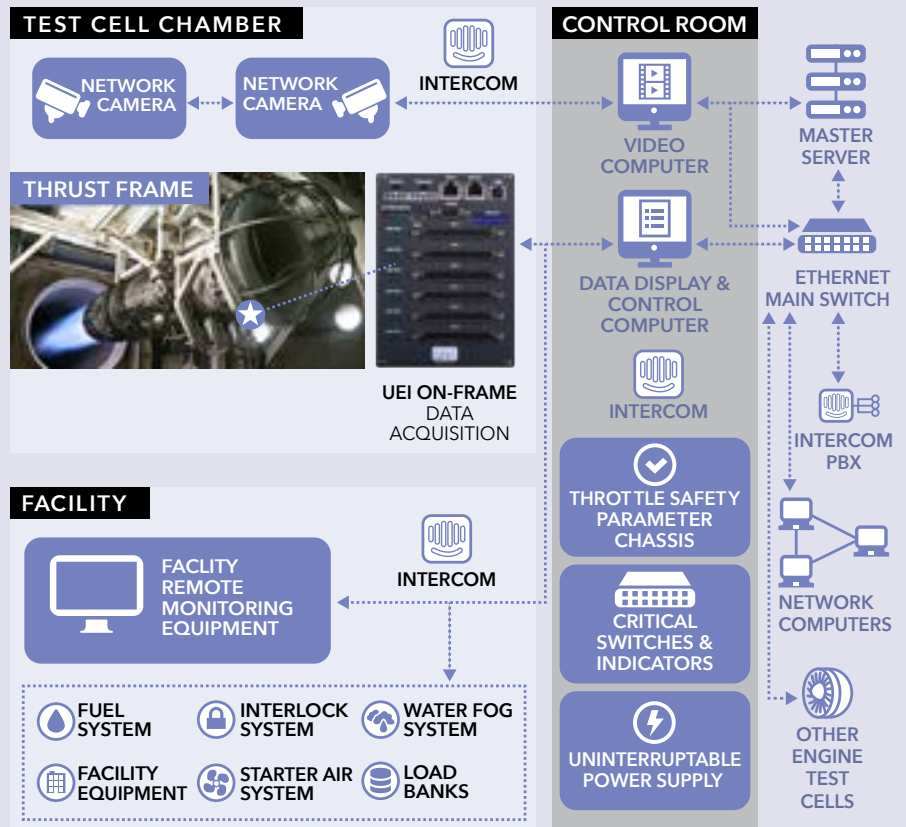 TEST CELL CHAMBER
NETWORK
CAMERA
NETWORK
CAMERA
INTERCOM
THRUST FRAME
UEI ON-FRAME
DATA
ACQUISITION
CONTROL ROOM
VIDEO
COMPUTER
DATA DISPLAY &
CONTROL
COMPUTER
INTERCOM
THROTTLE SAFETY
PARAMETER
CHASSIS
CRITICAL
SWITCHES &
INDICATORS
UNINTERRUPTABLE
POWER SUPPLY
MASTER
SERVER
ETHERNET
MAIN SWITCH
INTERCOM
PBX
NETWORK
COMPUTERS
OTHER
ENGINE
TEST
CELLS
FACILITY
FACLITY
REMOTE
MONITORING
EQUIPMENT
INTERCOM
FUEL
SYSTEM
INTERLOCK
SYSTEM
WATER FOG
SYSTEM
FACILITY
EQUIPMENT
STARTER AIR
SYSTEM
LOAD
BANKS